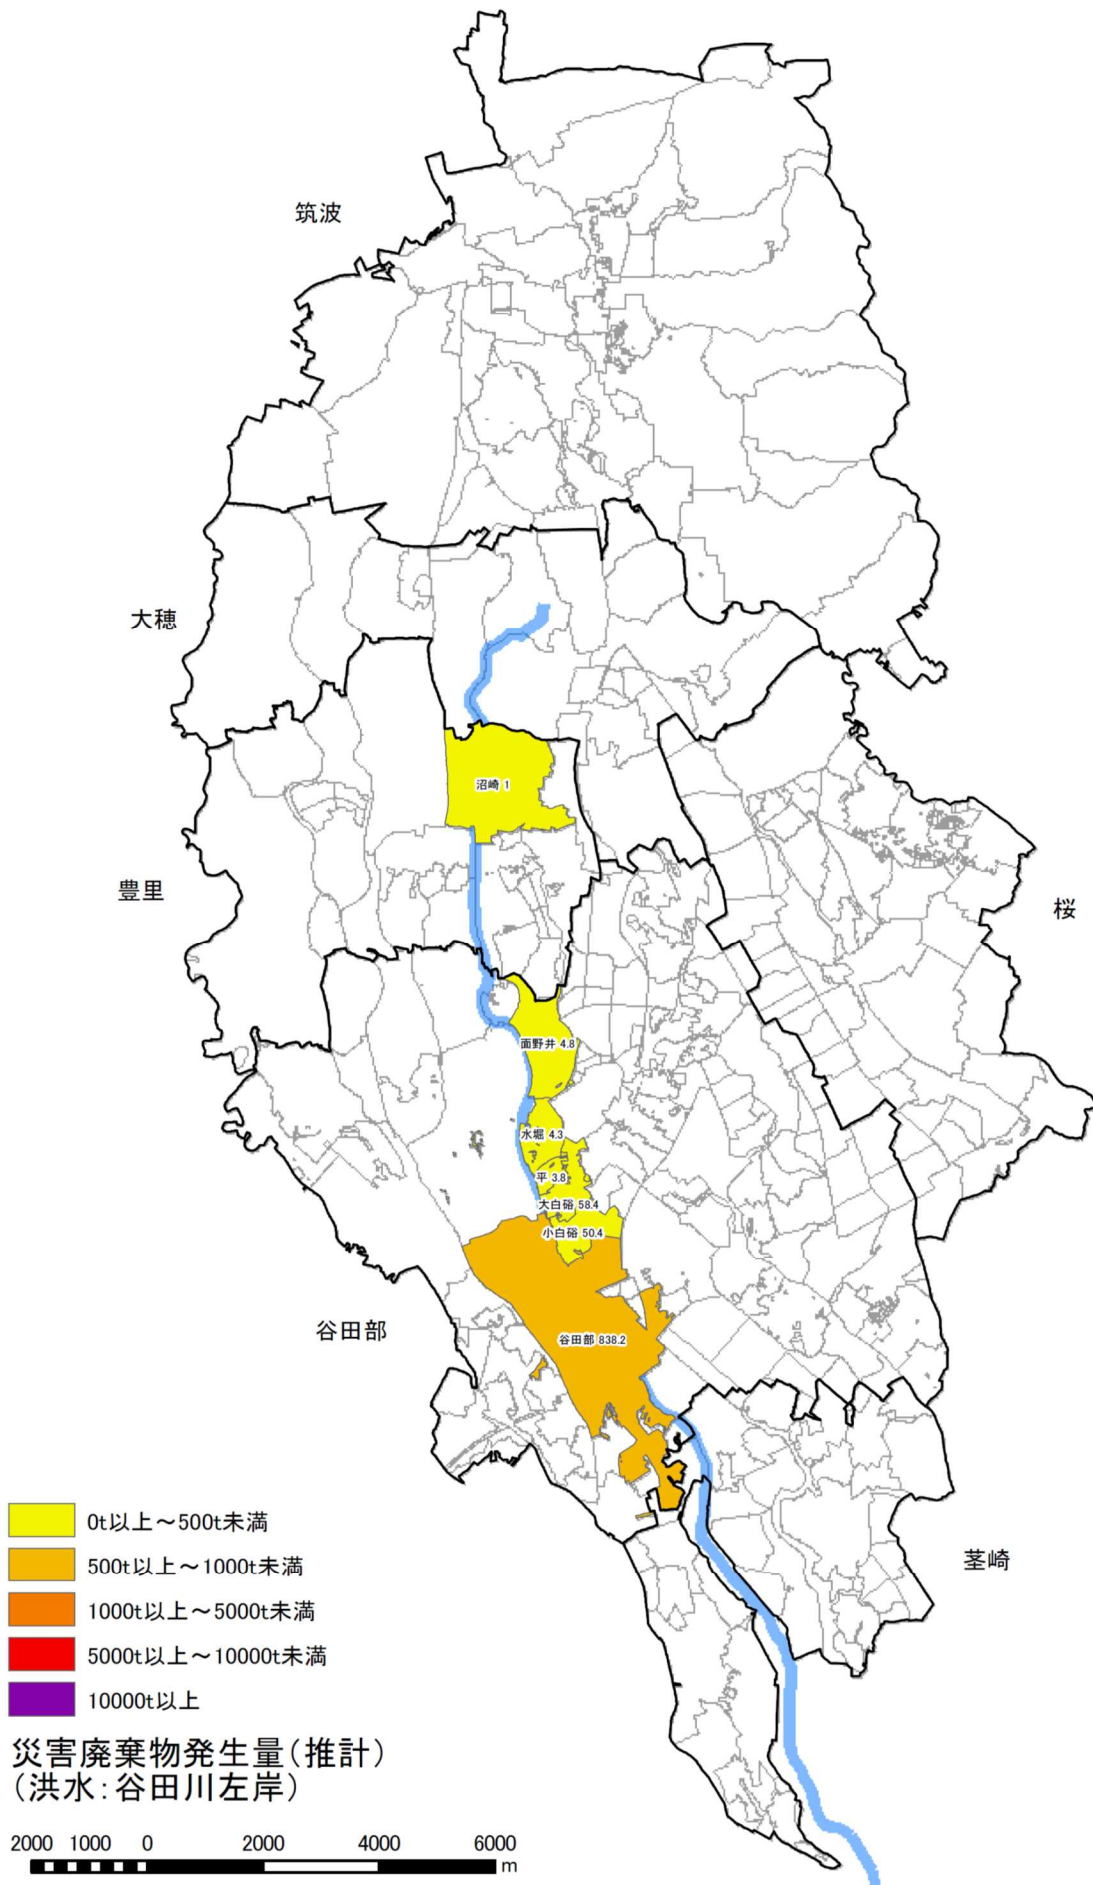 筑波
大穂
沼崎 1
豊里
桜
面野井 4.8
水堀 4.3
平 3.8
大白硲 58.4
小白硲 50.4
谷田部
谷田部 838.2
茎崎
0t以上～500t未満
500t以上～1000t未満
1000t以上～5000t未満
5000t以上～10000t未満
10000t以上
災害廃棄物発生量(推計)
(洪水:谷田川左岸)
2000 1000 0 2000 4000 6000
m